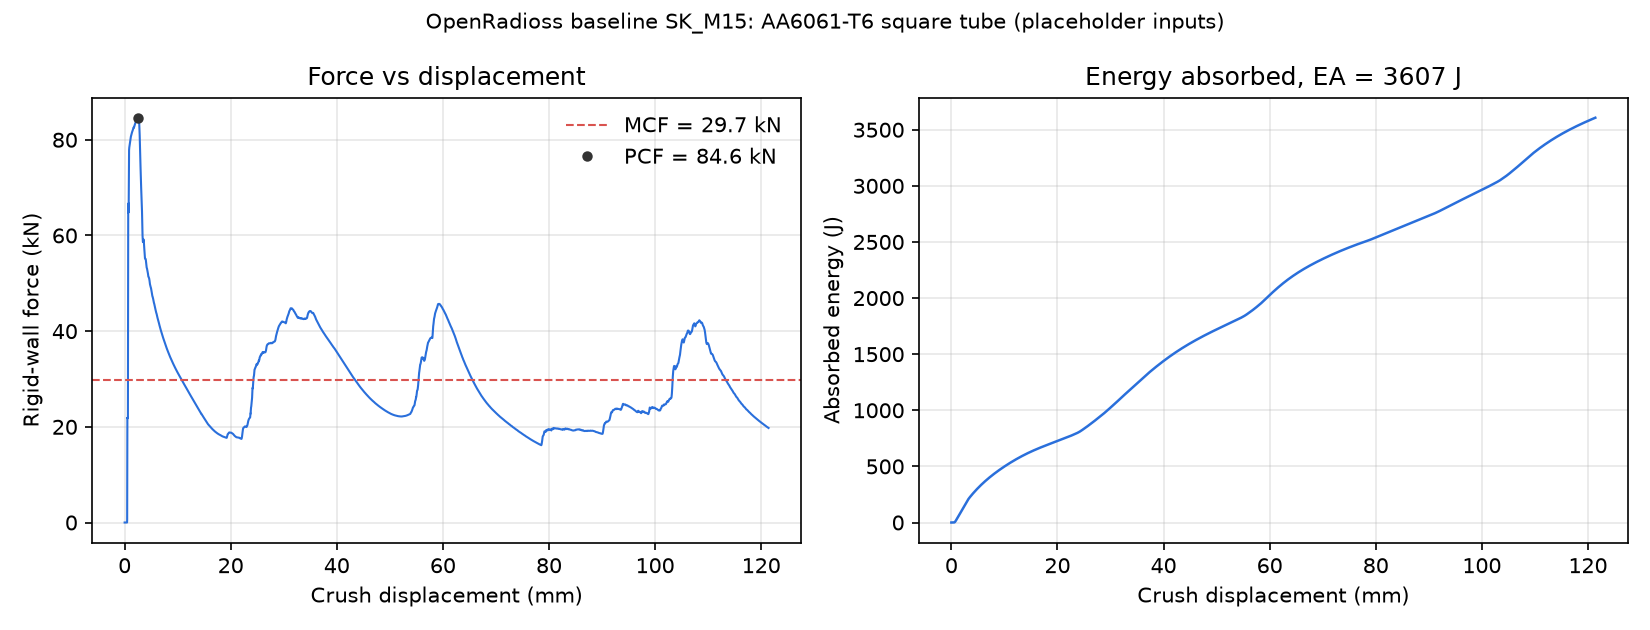 OpenRadioss baseline SK_M15: AA6061-T6 square tube (placeholder inputs)
Force vs displacement
MCF = 29.7 kN
PCF = 84.6 kN
Rigid-wall force (kN)
80
60
40
20
0
0 20 40 60 80 100 120
Crush displacement (mm)
Energy absorbed, EA = 3607 J
Absorbed energy (J)
3500
3000
2500
2000
1500
1000
500
0
0 20 40 60 80 100 120
Crush displacement (mm)